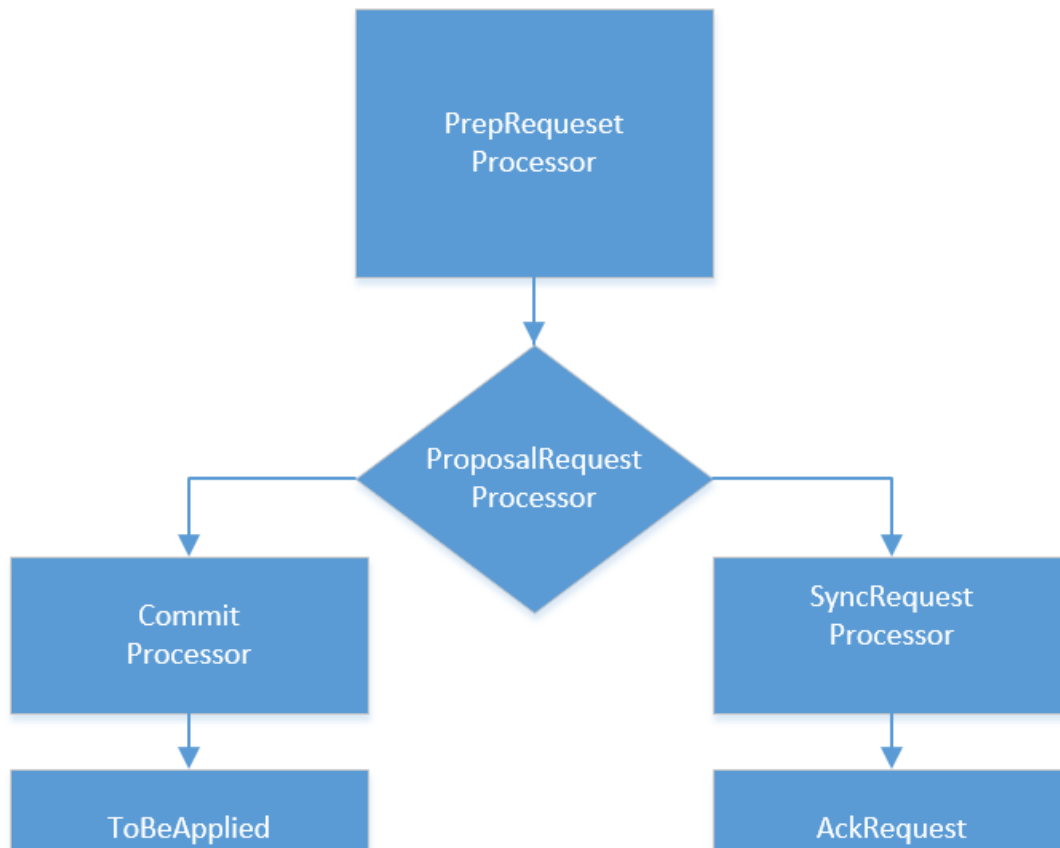 PrepRequeset
Processor
ProposalRequest
Processor
Commit
Processor
SyncRequest
Processor
ToBeApplied
AckRequest